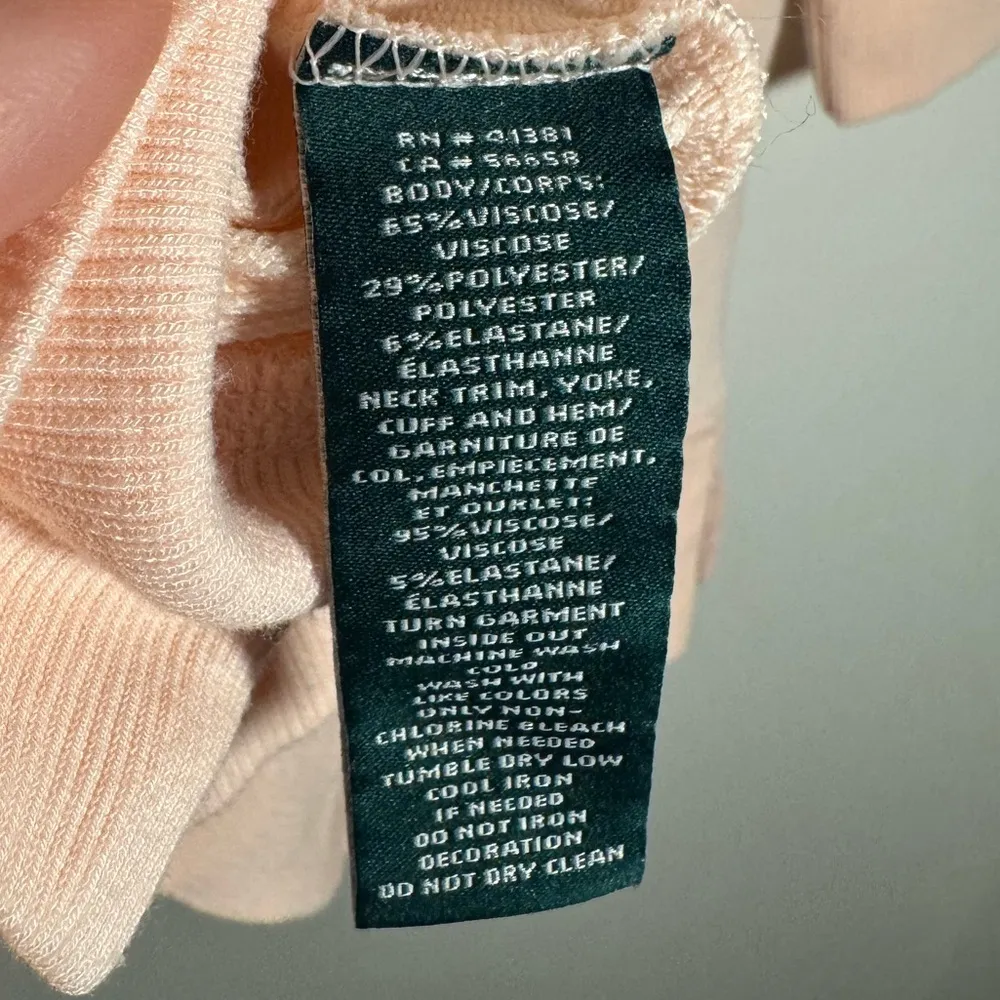 RN # 41381
CA # 56658
BODY/CORPS:
65%VISCOSE/
VISCOSE
29%POLYESTER/
POLYESTER
6%ELASTANE/
ÉLASTHANNE
NECK TRIM, YOKE,
CUFF AND HEM/
GARNITURE DE
COL, EMPIECEMENT,
MANCHETTE
ET OURLET:
95%VISCOSE/
VISCOSE
5%ELASTANE/
ÉLASTHANNE
TURN GARMENT
INSIDE OUT
MACHINE WASH
COLD
WASH WITH
LIKE COLORS
ONLY NON-
CHLORINE BLEACH
WHEN NEEDED
TUMBLE DRY LOW
COOL IRON
IF NEEDED
DO NOT IRON
DECORATION
DO NOT DRY CLEAN